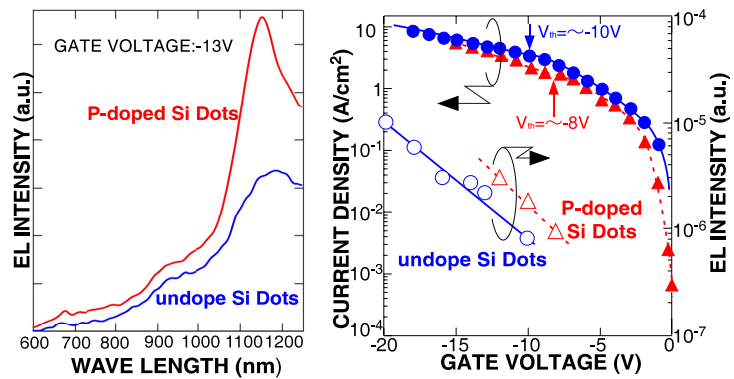 GATE VOLTAGE:-13V
P-doped Si Dots
undope Si Dots
EL INTENSITY (a.u.)
600 700 800 900 1000 1100 1200
WAVE LENGTH (nm)
CURRENT DENSITY (A/cm²)
10
1
10⁻¹
10⁻²
10⁻³
10⁻⁴
Vth=~-10V
Vth=~-8V
P-doped
Si Dots
undope Si Dots
10⁻⁴
10⁻⁵
10⁻⁶
10⁻⁷
EL INTENSITY (a.u.)
-20 -15 -10 -5 0
GATE VOLTAGE (V)